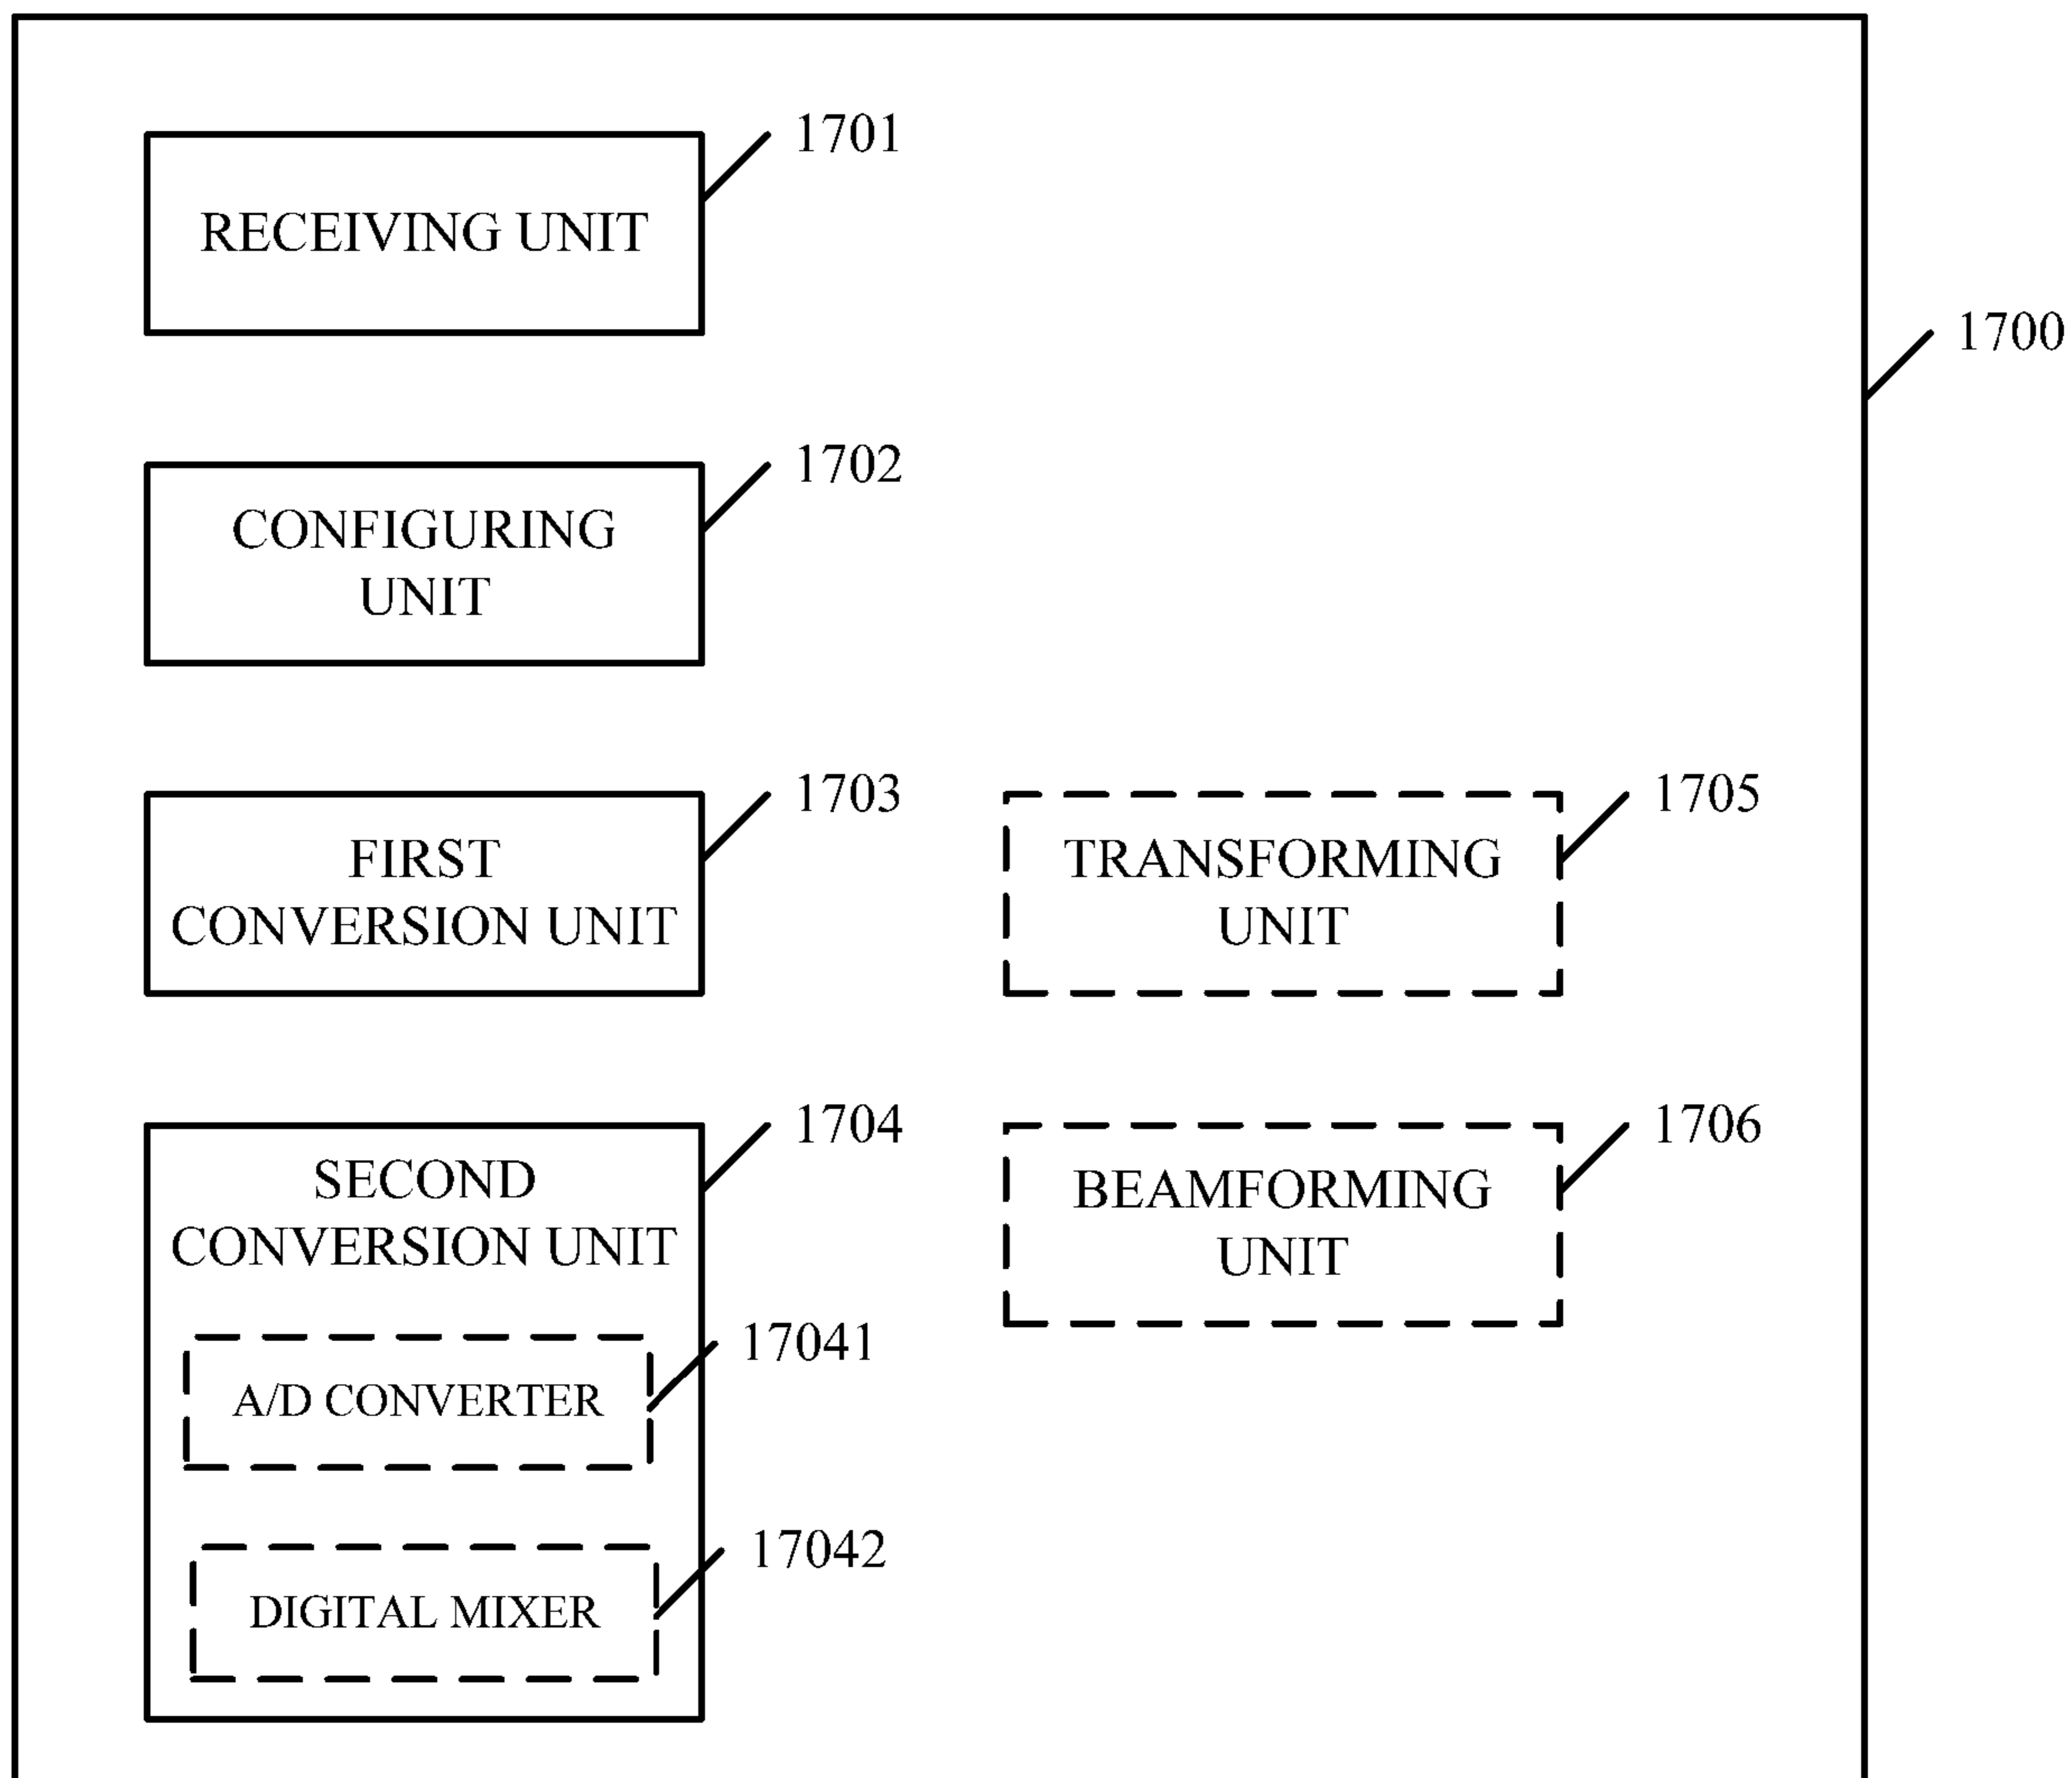 1701
RECEIVING UNIT
1700
1702
CONFIGURING
UNIT
1703
FIRST
CONVERSION UNIT
1705
TRANSFORMING
UNIT
1704
SECOND
CONVERSION UNIT
1706
BEAMFORMING
UNIT
17041
A/D CONVERTER
17042
DIGITAL MIXER